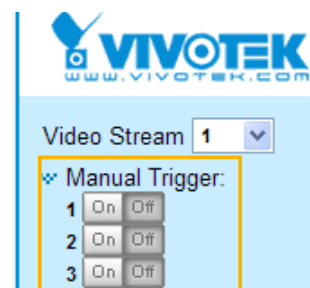 VIVOTEK
www.vivotek.com
Video Stream 1
Manual Trigger:
1 On Off
2 On Off
3 On Off